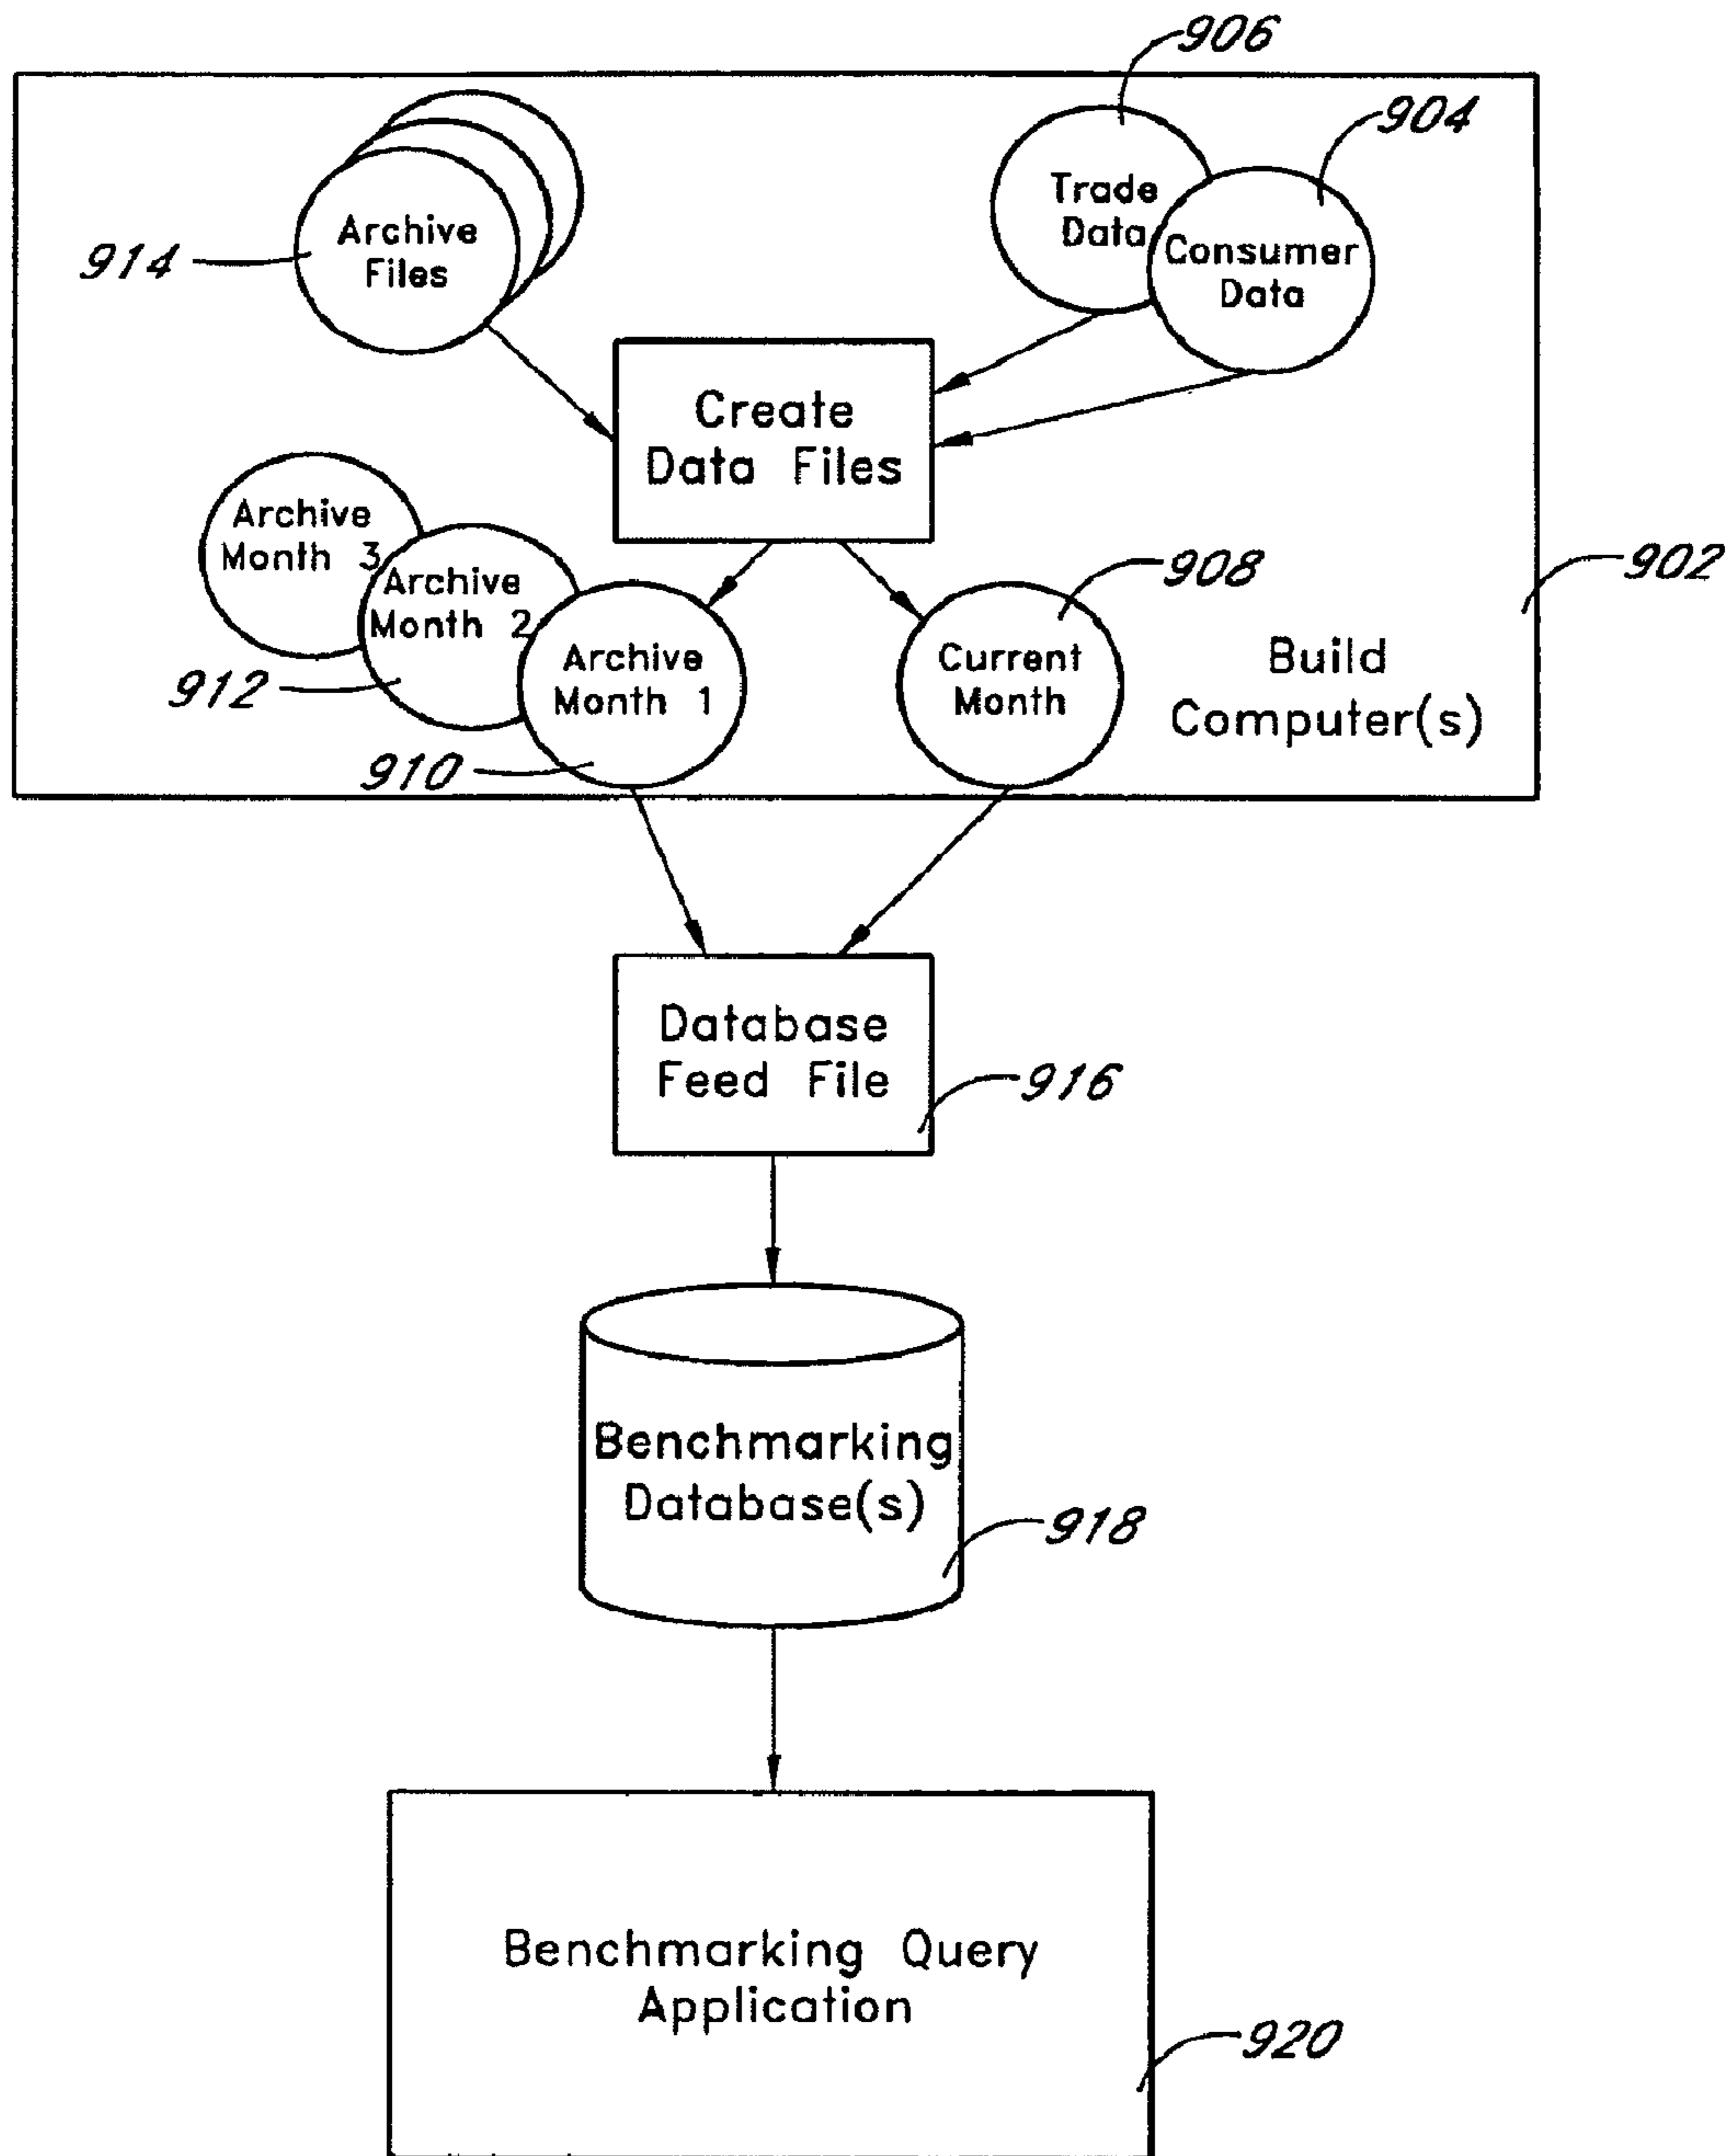 906
904
Archive
Files
914
Trade
Data
Consumer
Data
Create
Data Files
Archive
Month 3
Archive
Month 2
912
Archive
Month 1
910
908
Current
Month
902
Build
Computer(s)
Database
Feed File
916
Benchmarking
Database(s)
918
Benchmarking Query
Application
920